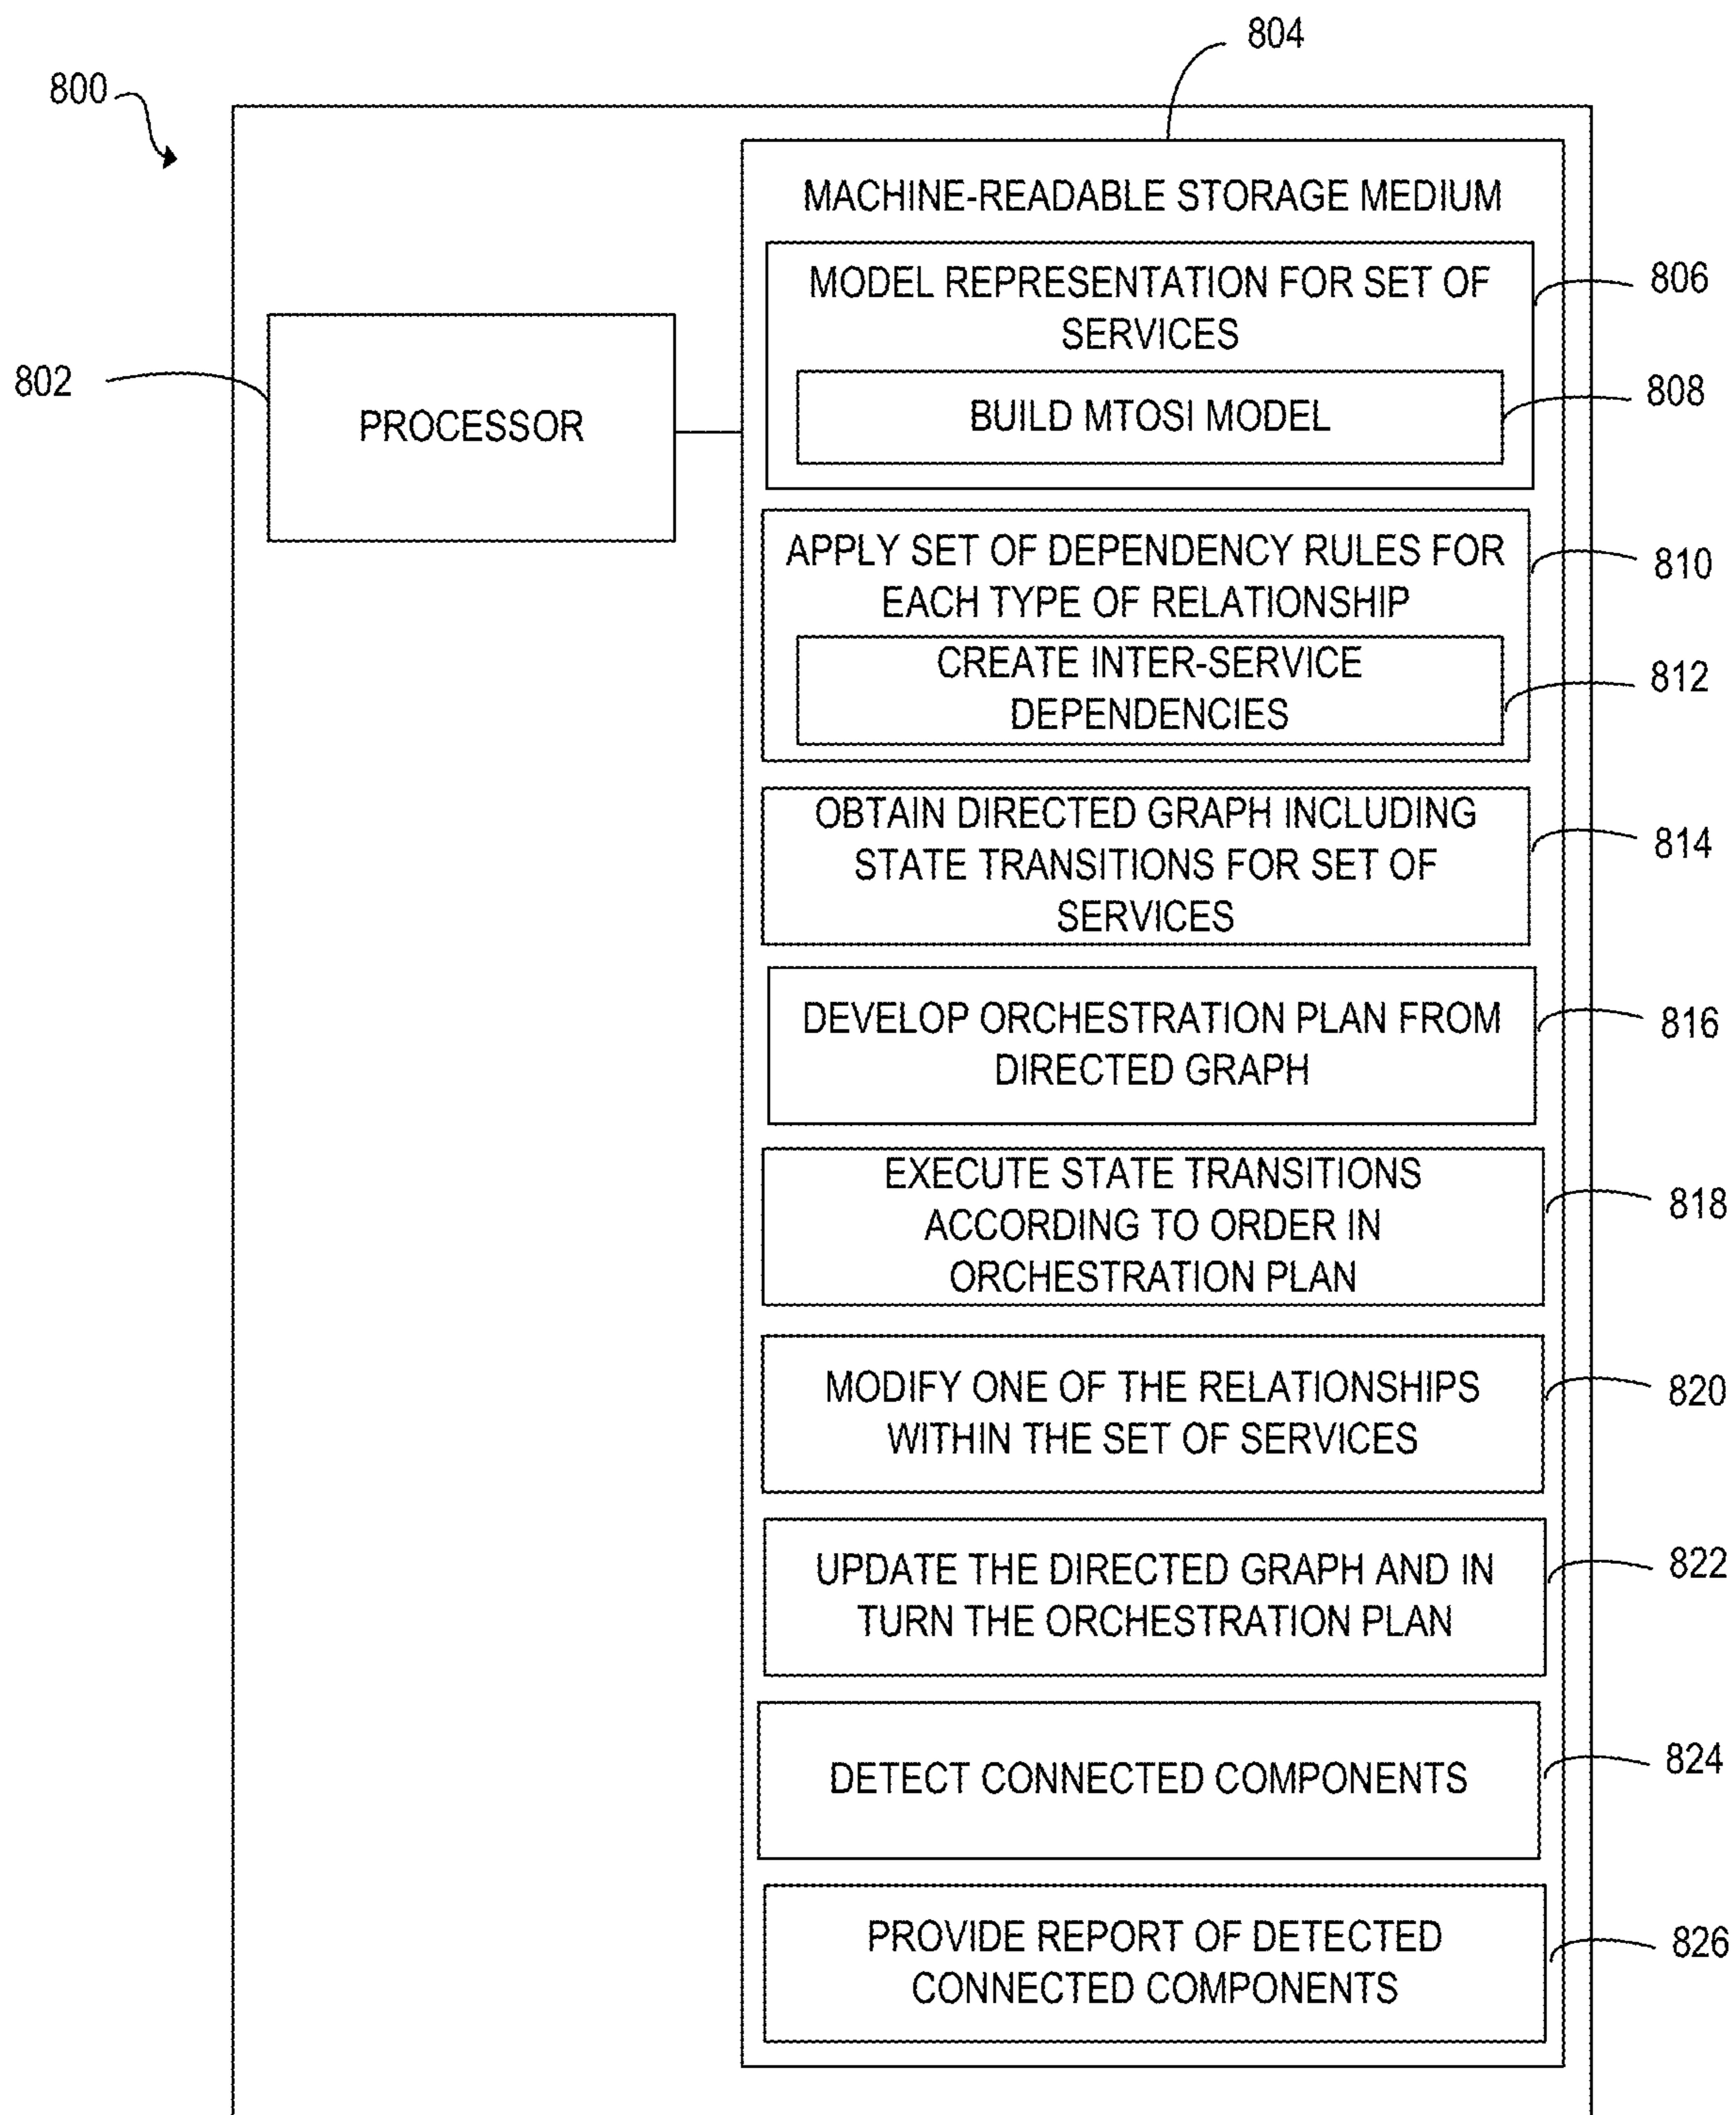 804
800
MACHINE-READABLE STORAGE MEDIUM
MODEL REPRESENTATION FOR SET OF
SERVICES
806
BUILD MTOSI MODEL
808
802
PROCESSOR
APPLY SET OF DEPENDENCY RULES FOR
EACH TYPE OF RELATIONSHIP
810
CREATE INTER-SERVICE
DEPENDENCIES
812
OBTAIN DIRECTED GRAPH INCLUDING
STATE TRANSITIONS FOR SET OF
SERVICES
814
DEVELOP ORCHESTRATION PLAN FROM
DIRECTED GRAPH
816
EXECUTE STATE TRANSITIONS
ACCORDING TO ORDER IN
ORCHESTRATION PLAN
818
MODIFY ONE OF THE RELATIONSHIPS
WITHIN THE SET OF SERVICES
820
UPDATE THE DIRECTED GRAPH AND IN
TURN THE ORCHESTRATION PLAN
822
DETECT CONNECTED COMPONENTS
824
PROVIDE REPORT OF DETECTED
CONNECTED COMPONENTS
826